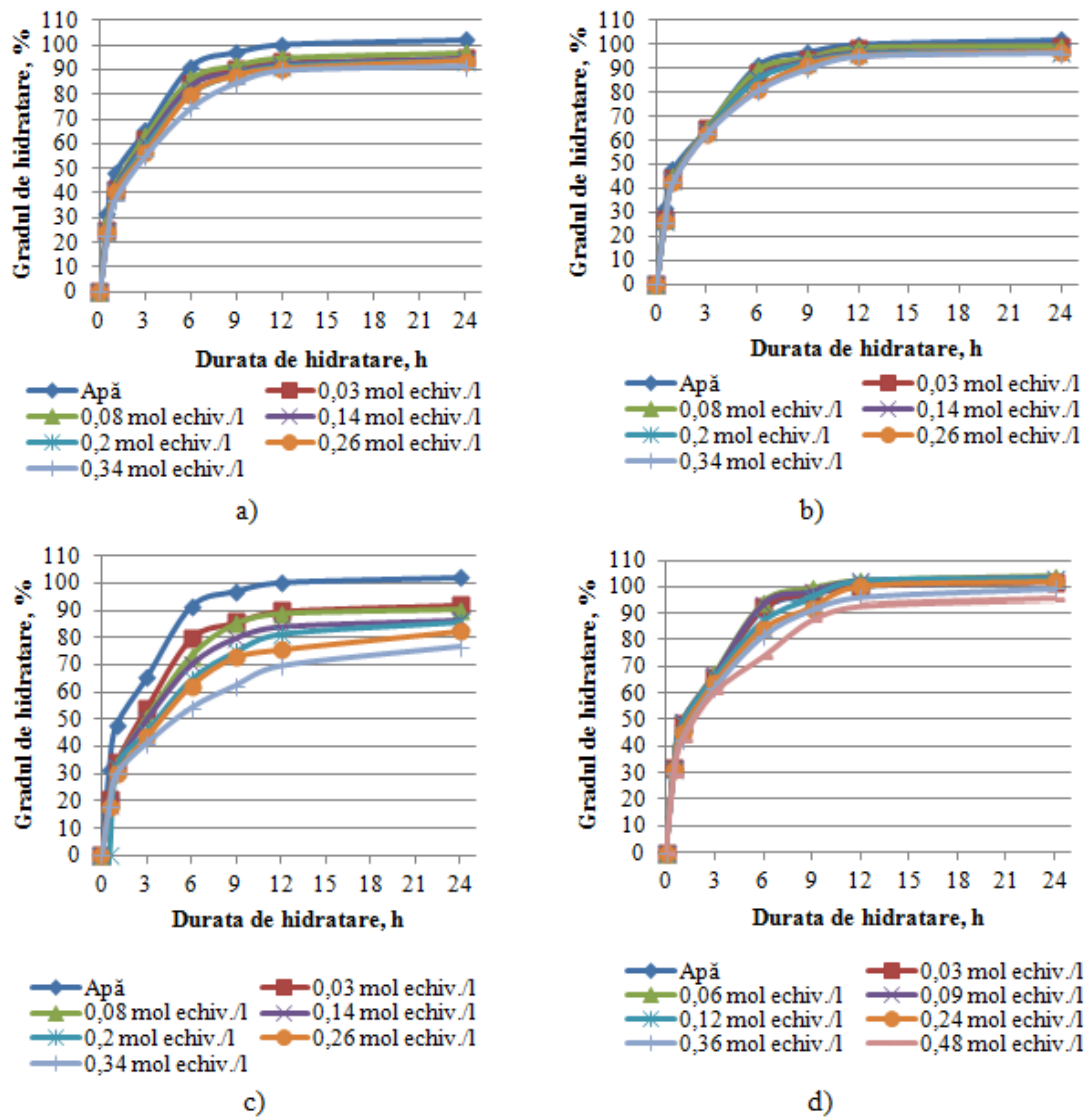 Gradul de hidratare, %
110
100
90
80
70
60
50
40
30
20
10
0
0 3 6 9 12 15 18 21 24
Durata de hidratare, h
Apă 0,03 mol echiv./l
0,08 mol echiv./l 0,14 mol echiv./l
0,2 mol echiv./l 0,26 mol echiv./l
0,34 mol echiv./l
a)
Gradul de hidratare, %
110
100
90
80
70
60
50
40
30
20
10
0
0 3 6 9 12 15 18 21 24
Durata de hidratare, h
Apă 0,03 mol echiv./l
0,08 mol echiv./l 0,14 mol echiv./l
0,2 mol echiv./l 0,26 mol echiv./l
0,34 mol echiv./l
b)
Gradul de hidratare, %
110
100
90
80
70
60
50
40
30
20
10
0
0 3 6 9 12 15 18 21 24
Durata de hidratare, h
Apă 0,03 mol echiv./l
0,08 mol echiv./l 0,14 mol echiv./l
0,2 mol echiv./l 0,26 mol echiv./l
0,34 mol echiv./l
c)
Gradul de hidratare, %
110
100
90
80
70
60
50
40
30
20
10
0
0 3 6 9 12 15 18 21 24
Durata de hidratare, h
Apă 0,03 mol echiv./l
0,06 mol echiv./l 0,09 mol echiv./l
0,12 mol echiv./l 0,24 mol echiv./l
0,36 mol echiv./l 0,48 mol echiv./l
d)